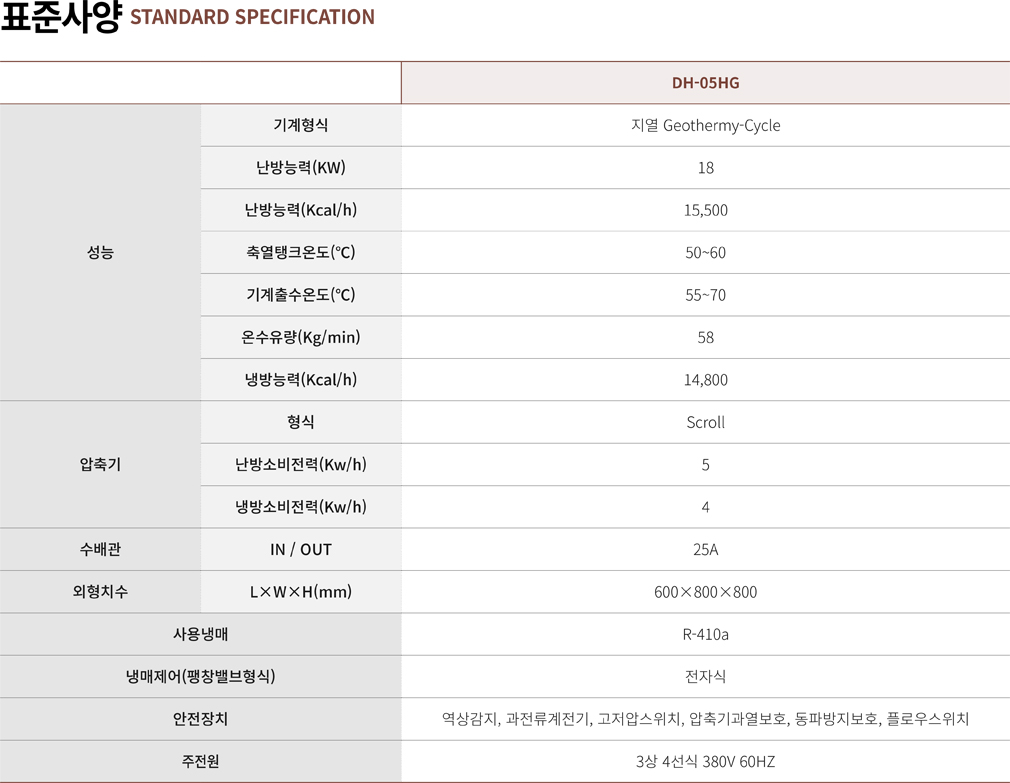 표준사양 STANDARD SPECIFICATION
DH-05HG
성능
기계형식 지열 Geothermy-Cycle
난방능력(KW) 18
난방능력(Kcal/h) 15,500
축열탱크온도(℃) 50~60
기계출수온도(℃) 55~70
온수유량(Kg/min) 58
냉방능력(Kcal/h) 14,800
압축기
형식 Scroll
난방소비전력(Kw/h) 5
냉방소비전력(Kw/h) 4
수배관 IN / OUT 25A
외형치수 L×W×H(mm) 600×800×800
사용냉매 R-410a
냉매제어(팽창밸브형식) 전자식
안전장치 역상감지, 과전류계전기, 고저압스위치, 압축기과열보호, 동파방지보호, 플로우스위치
주전원 3상 4선식 380V 60HZ